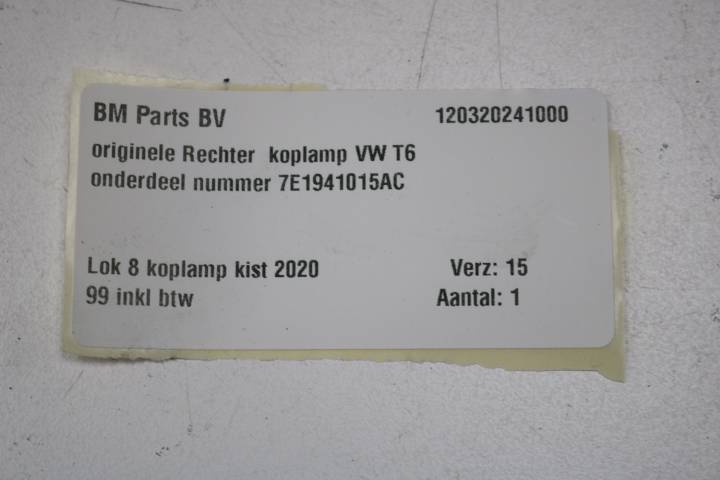 BM Parts BV 120320241000
originele Rechter koplamp VW T6
onderdeel nummer 7E1941015AC
Lok 8 koplamp kist 2020 Verz: 15
99 inkl btw Aantal: 1